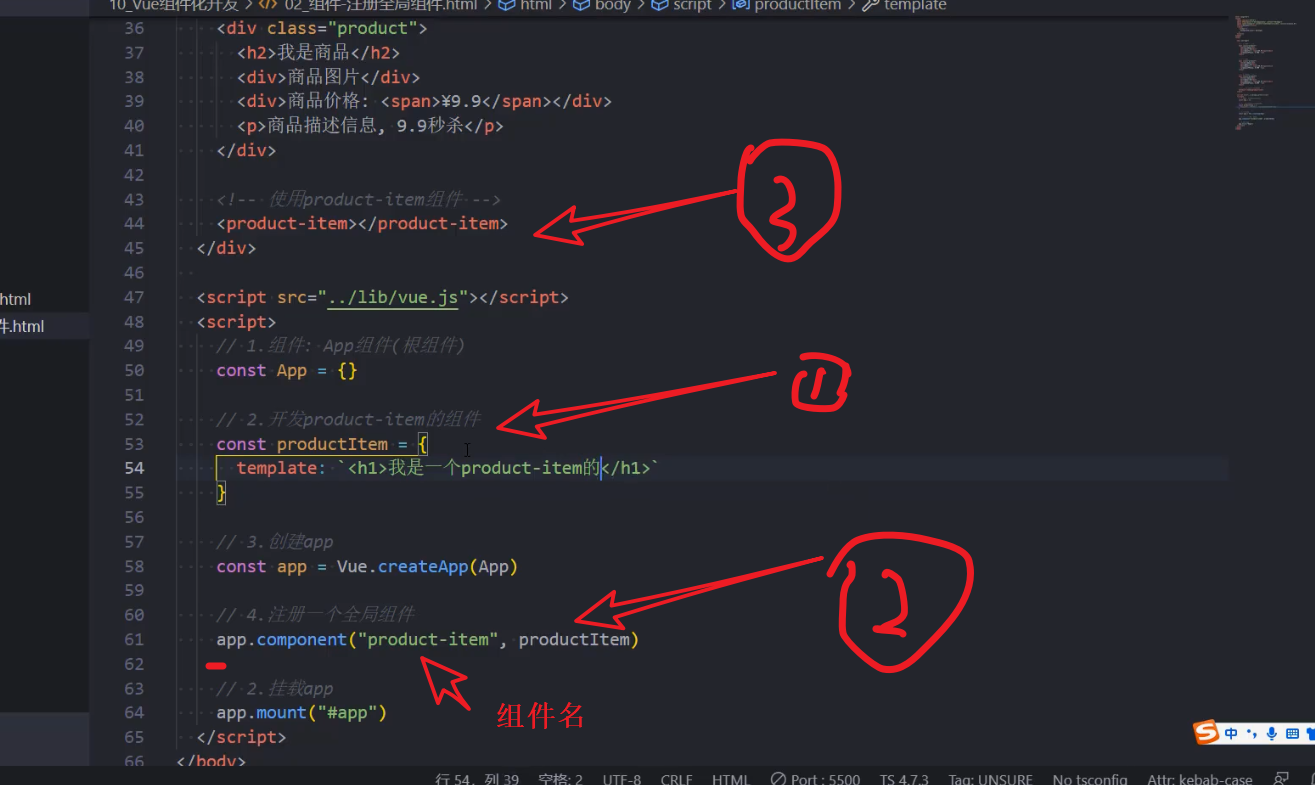 10_Vue组件化开发 > 02_组件-注册全局组件.html > html > body > script > productItem > template
36 <div class="product">
37 <h2>我是商品</h2>
38 <div>商品图片</div>
39 <div>商品价格: <span>¥9.9</span></div>
40 <p>商品描述信息, 9.9秒杀</p>
41 </div>
42
43 <!-- 使用product-item组件 -->
44 <product-item></product-item>
45 </div>
46
47 <script src="../lib/vue.js"></script>
48 <script>
49 // 1.组件: App组件(根组件)
50 const App = {}
51
52 // 2.开发product-item的组件
53 const productItem = {
54 template: `<h1>我是一个product-item的</h1>`
55 }
56
57 // 3.创建app
58 const app = Vue.createApp(App)
59
60 // 4.注册一个全局组件
61 app.component("product-item", productItem)
62
63 // 2.挂载app
64 app.mount("#app")
65 </script>
66 </body>
html
件.html
3
1
2
组件名
中
行 54, 列 39 空格: 2 UTF-8 CRLF HTML Port : 5500 TS 4.7.3 Tag: UNSURE No tsconfig Attr: kebab-case